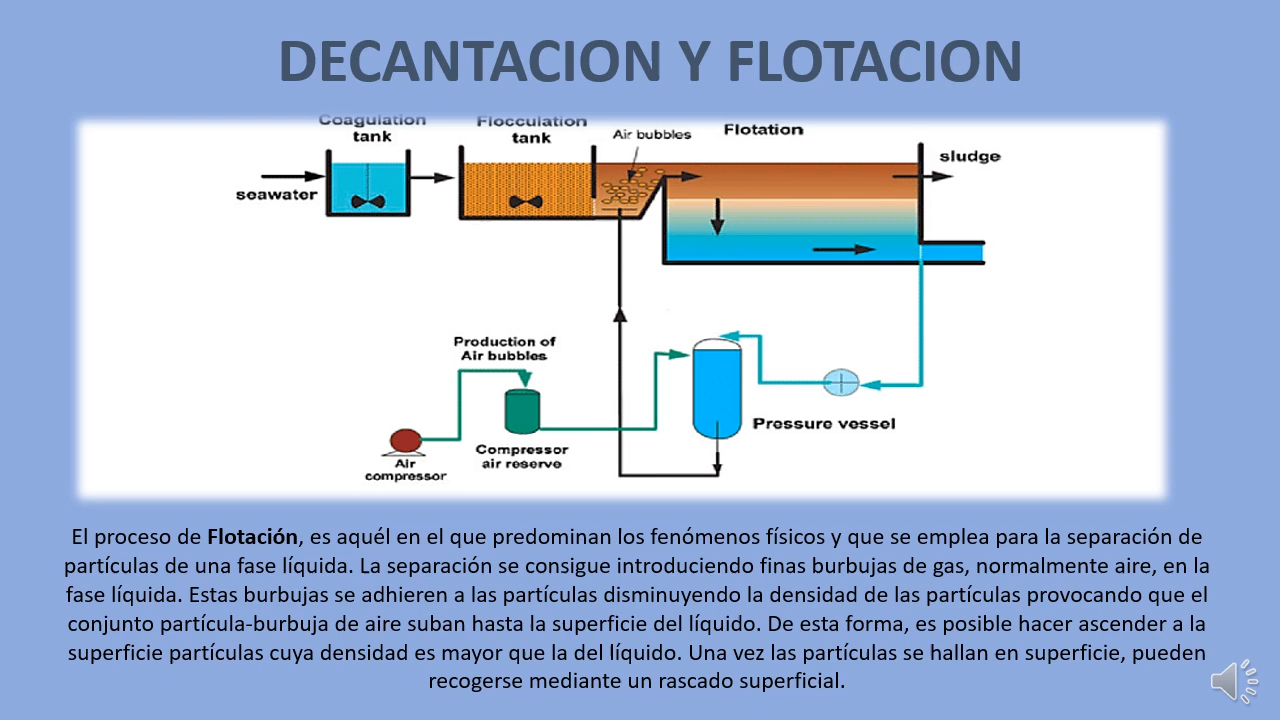 DECANTACION Y FLOTACION
Coagulation
tank
Flocculation
tank
Air bubbles
Flotation
sludge
seawater
Production of
Air bubbles
Pressure vessel
Compressor
air reserve
Air
compressor
El proceso de Flotación, es aquél en el que predominan los fenómenos físicos y que se emplea para la separación de
partículas de una fase líquida. La separación se consigue introduciendo finas burbujas de gas, normalmente aire, en la
fase líquida. Estas burbujas se adhieren a las partículas disminuyendo la densidad de las partículas provocando que el
conjunto partícula-burbuja de aire suban hasta la superficie del líquido. De esta forma, es posible hacer ascender a la
superficie partículas cuya densidad es mayor que la del líquido. Una vez las partículas se hallan en superficie, pueden
recogerse mediante un rascado superficial.